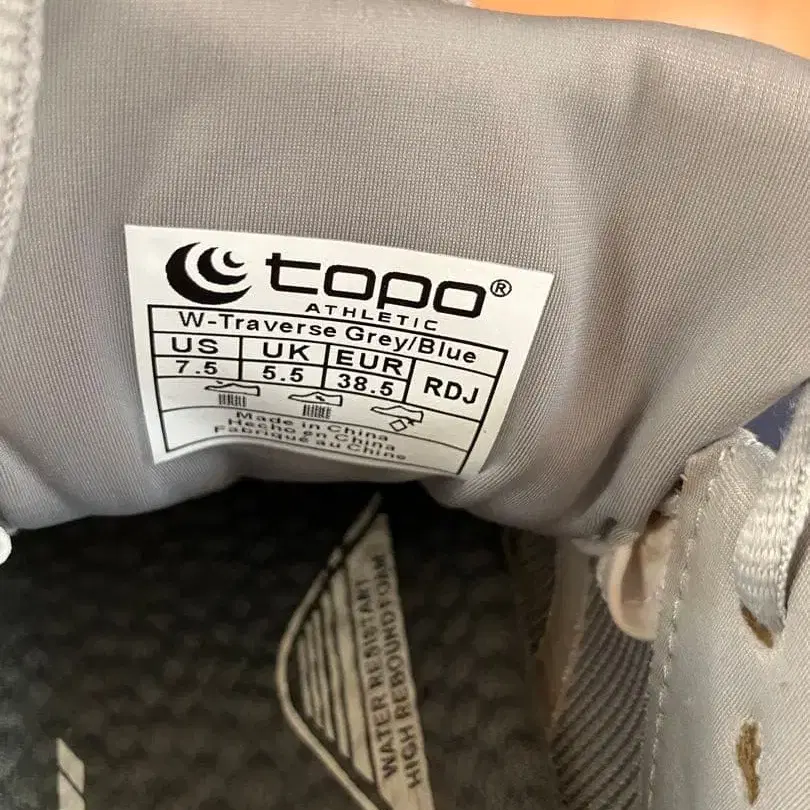 topo®
ATHLETIC
W-Traverse Grey/Blue
US UK EUR RDJ
7.5 5.5 38.5
Made in China
Hecho en China
Fabriqué au Chine
WATER RESISTANT
HIGH REBOUND FOAM